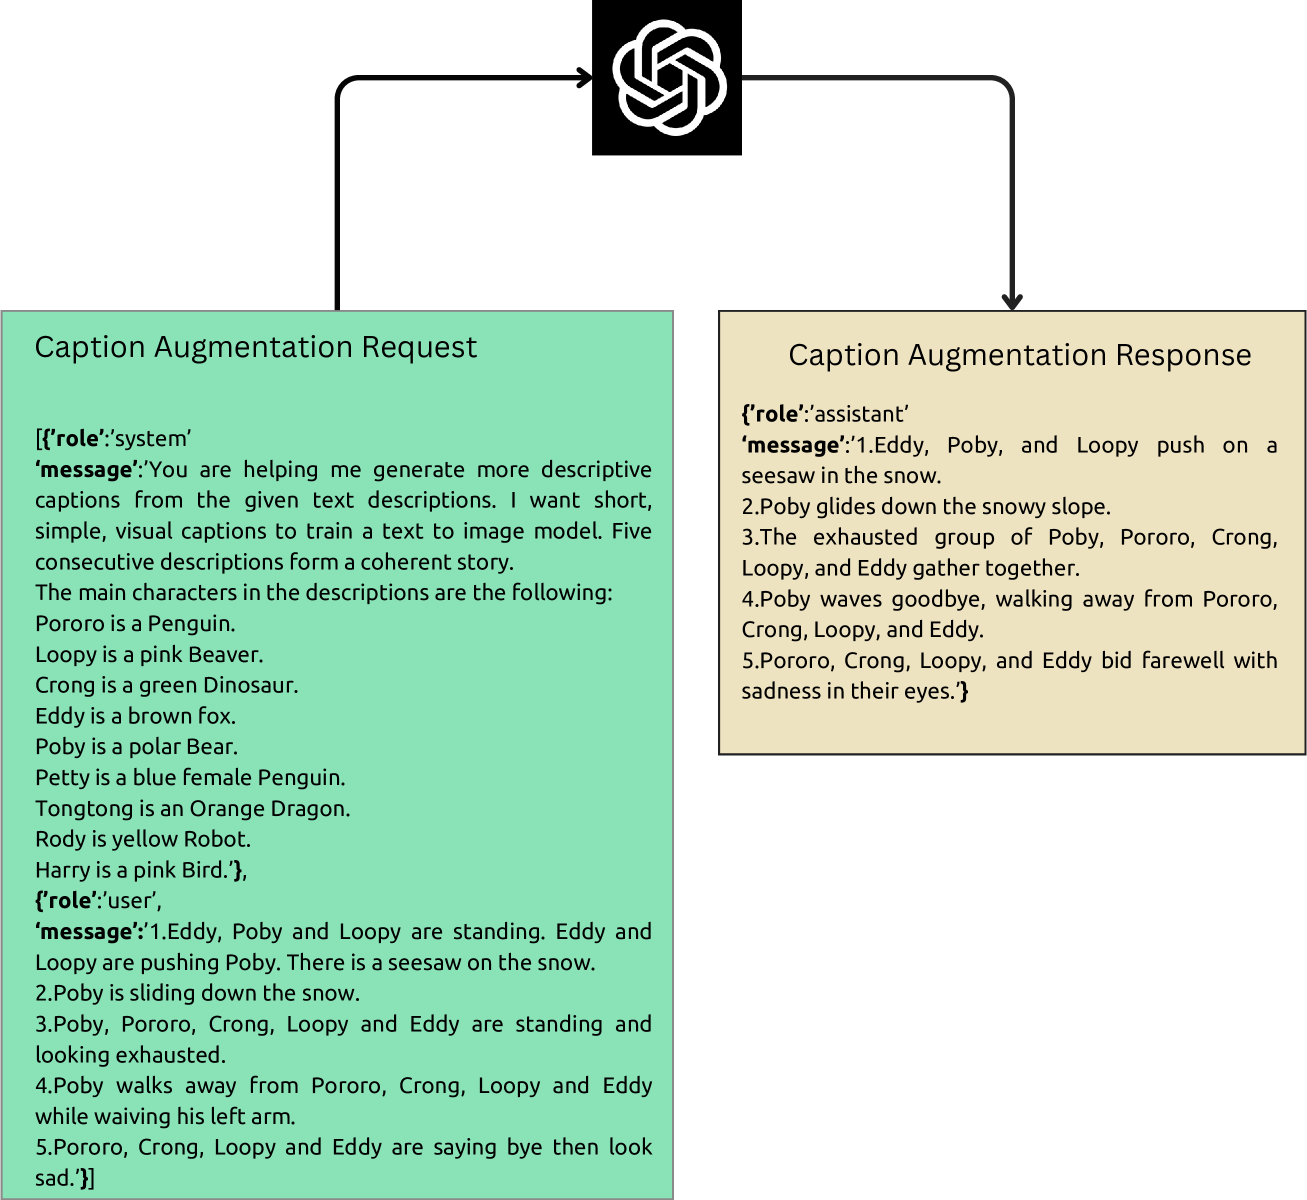 Caption Augmentation Request
[{’role’:’system’
‘message’:’You are helping me generate more descriptive
captions from the given text descriptions. I want short,
simple, visual captions to train a text to image model. Five
consecutive descriptions form a coherent story.
The main characters in the descriptions are the following:
Pororo is a Penguin.
Loopy is a pink Beaver.
Crong is a green Dinosaur.
Eddy is a brown fox.
Poby is a polar Bear.
Petty is a blue female Penguin.
Tongtong is an Orange Dragon.
Rody is yellow Robot.
Harry is a pink Bird.’},
{’role’:’user’,
‘message’:’1.Eddy, Poby and Loopy are standing. Eddy and
Loopy are pushing Poby. There is a seesaw on the snow.
2.Poby is sliding down the snow.
3.Poby, Pororo, Crong, Loopy and Eddy are standing and
looking exhausted.
4.Poby walks away from Pororo, Crong, Loopy and Eddy
while waiving his left arm.
5.Pororo, Crong, Loopy and Eddy are saying bye then look
sad.’}]
Caption Augmentation Response
{’role’:’assistant’
‘message’:’1.Eddy, Poby, and Loopy push on a
seesaw in the snow.
2.Poby glides down the snowy slope.
3.The exhausted group of Poby, Pororo, Crong,
Loopy, and Eddy gather together.
4.Poby waves goodbye, walking away from Pororo,
Crong, Loopy, and Eddy.
5.Pororo, Crong, Loopy, and Eddy bid farewell with
sadness in their eyes.’}